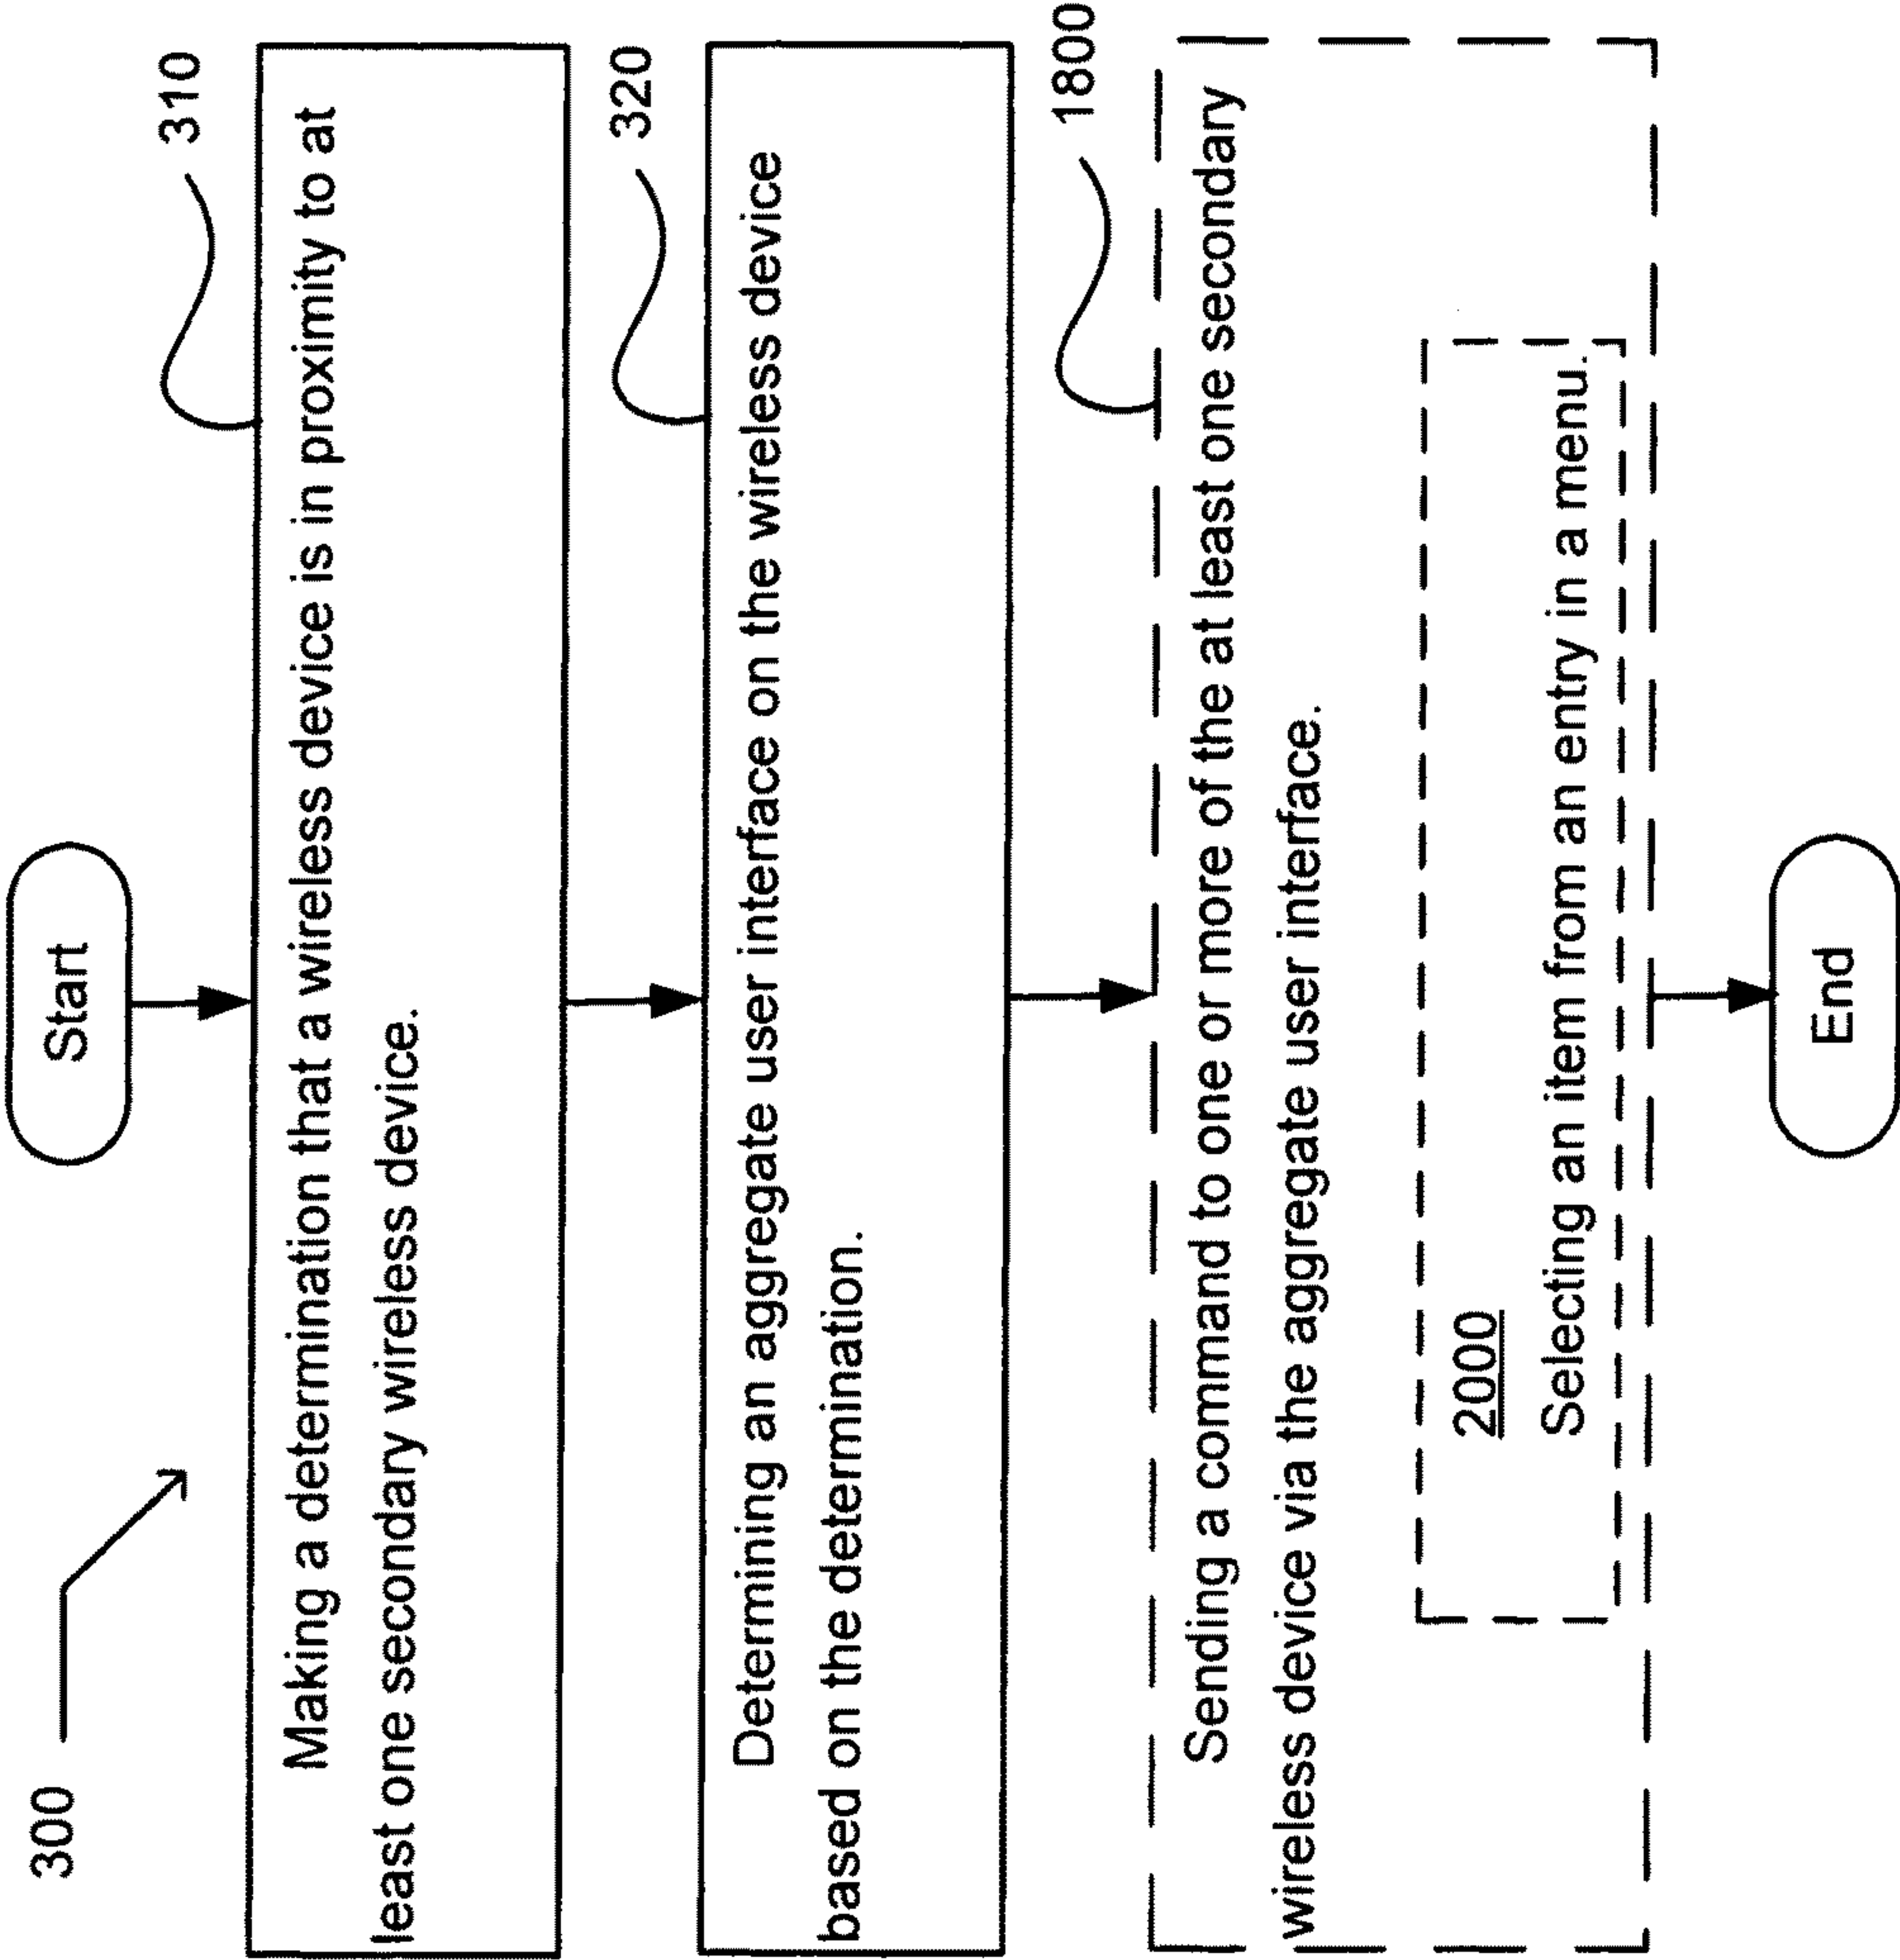 300
Start
310
Making a determination that a wireless device is in proximity to at
least one secondary wireless device.
320
Determining an aggregate user interface on the wireless device
based on the determination.
1800
Sending a command to one or more of the at least one secondary
wireless device via the aggregate user interface.
2000
Selecting an item from an entry in a menu.
End